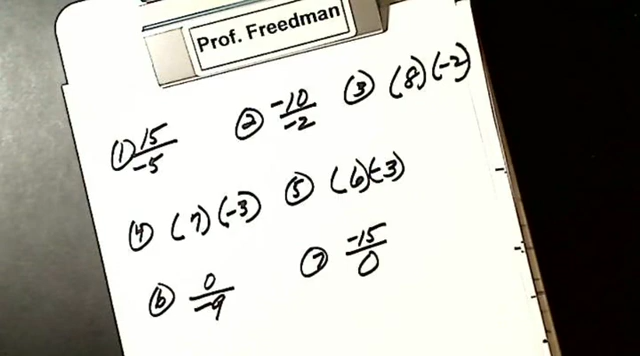 Prof. Freedman
① 15/-5 ② -10/-2 ③ (8)(-2)
④ (7)(-3) ⑤ (6)(-3)
⑥ 0/-9 ⑦ -15/0